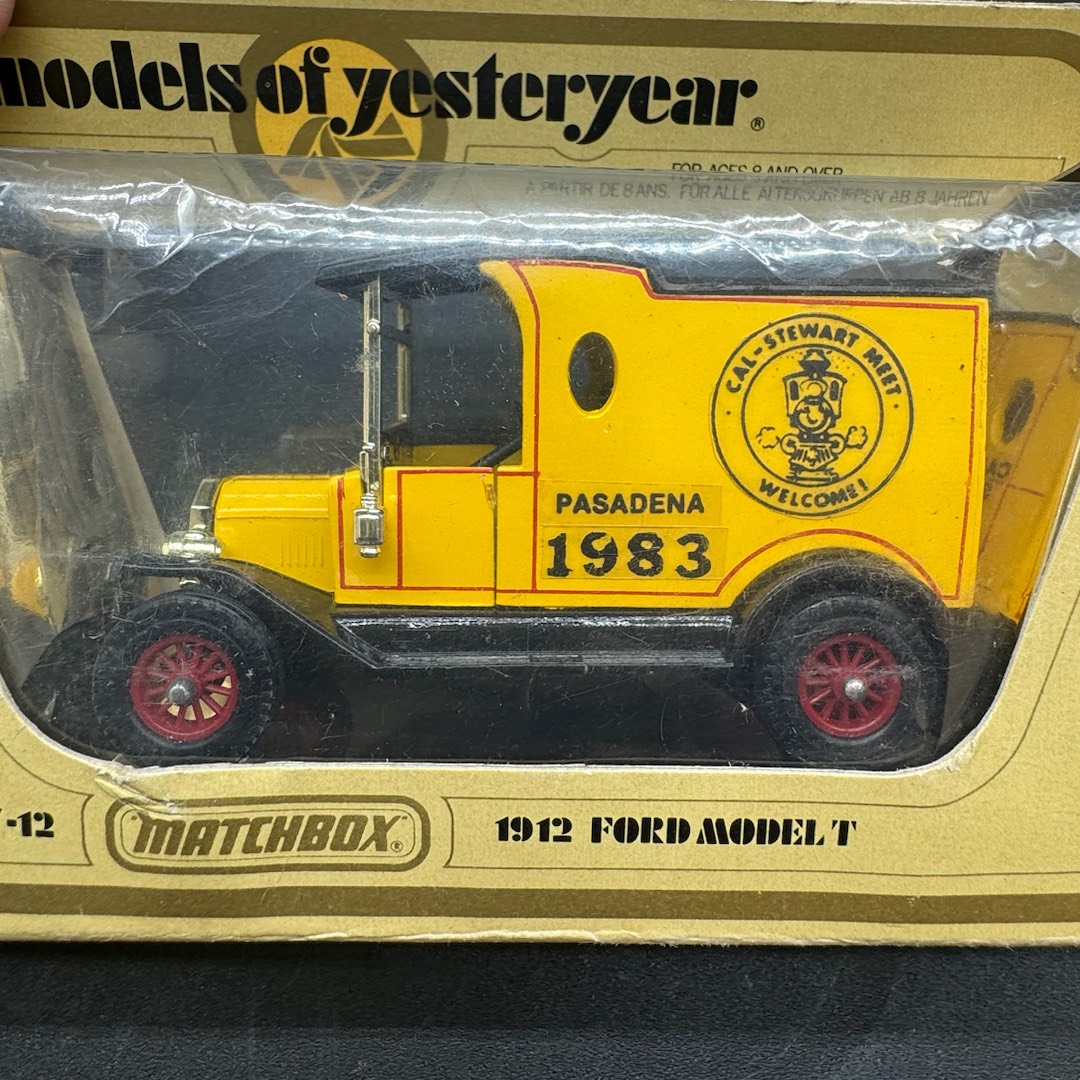 models of yesteryear®
FOR AGES 8 AND OVER
À PARTIR DE 8 ANS. FÜR ALLE ALTERSGRUPPEN AB 8 JAHREN
CAL-STEWART MEET
WELCOME!
PASADENA
1983
-12
"MATCHBOX"®
1912 FORD MODEL T